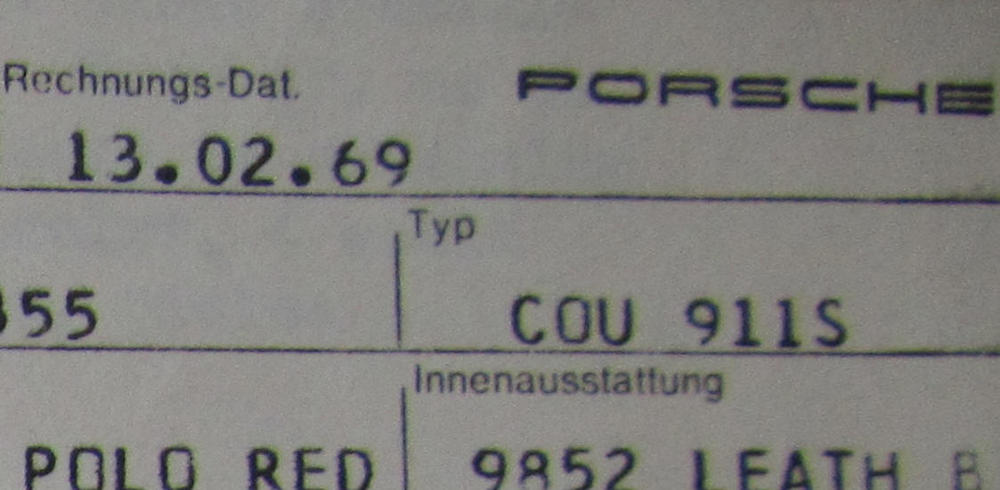 Rechnungs-Dat. PORSCHE
13.02.69
Typ
55 COU 911S
Innenausstattung
POLO RED 9852 LEATH